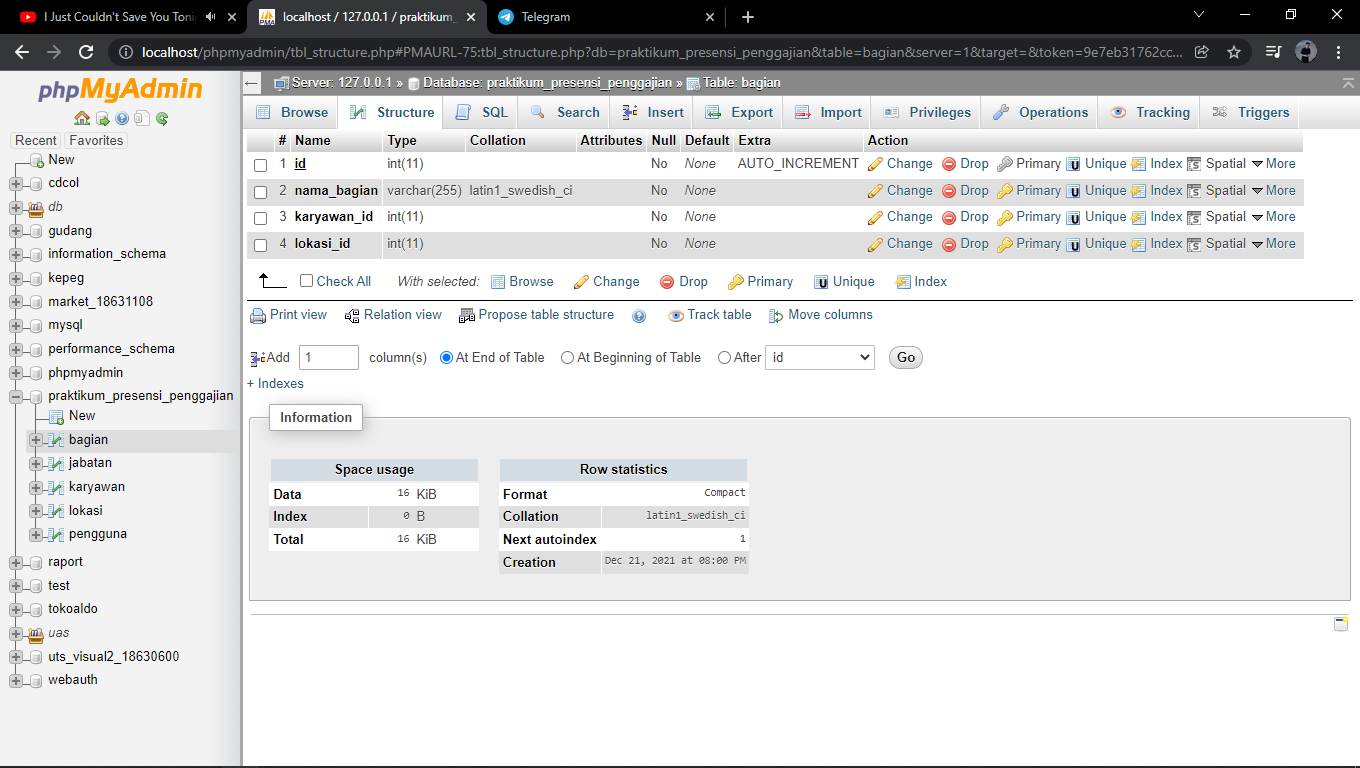 I Just Couldn't Save You Toni
localhost / 127.0.0.1 / praktikum_
Telegram
localhost/phpmyadmin/tbl_structure.php#PMAURL-75:tbl_structure.php?db=praktikum_presensi_penggajian&table=bagian&server=1&target=&token=9e7eb31762cc...
phpMyAdmin
Recent Favorites
New
cdcol
db
gudang
information_schema
kepeg
market_18631108
mysql
performance_schema
phpmyadmin
praktikum_presensi_penggajian
New
bagian
jabatan
karyawan
lokasi
pengguna
raport
test
tokoaldo
uas
uts_visual2_18630600
webauth
Server: 127.0.0.1 » Database: praktikum_presensi_penggajian » Table: bagian
Browse Structure SQL Search Insert Export Import Privileges Operations Tracking Triggers
# Name Type Collation Attributes Null Default Extra Action
1 id int(11) No None AUTO_INCREMENT Change Drop Primary Unique Index Spatial More
2 nama_bagian varchar(255) latin1_swedish_ci No None Change Drop Primary Unique Index Spatial More
3 karyawan_id int(11) No None Change Drop Primary Unique Index Spatial More
4 lokasi_id int(11) No None Change Drop Primary Unique Index Spatial More
Check All With selected: Browse Change Drop Primary Unique Index
Print view Relation view Propose table structure Track table Move columns
Add 1 column(s) At End of Table At Beginning of Table After id Go
+ Indexes
Information
Space usage
Data 16 KiB
Index 0 B
Total 16 KiB
Row statistics
Format Compact
Collation latin1_swedish_ci
Next autoindex 1
Creation Dec 21, 2021 at 08:00 PM